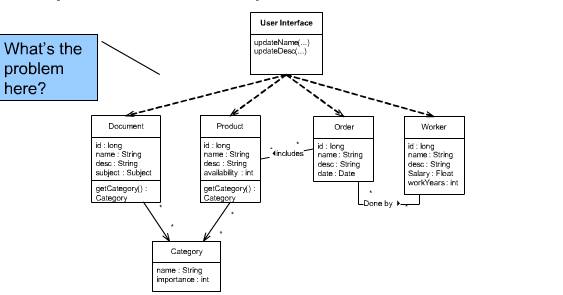 User Interface
updateName(...)
updateDesc(...)
What's the
problem
here?
Document
id : long
name : String
desc : String
subject : Subject
getCategory() :
Category
Product
id : long
name : String
desc : String
availability : int
getCategory() :
Category
* includes *
Order
id : long
name : String
desc : String
date : Date
Worker
id : long
name : String
desc : String
Salary : Float
workYears : int
*
Done by *
* *
* *
Category
name : String
importance : int